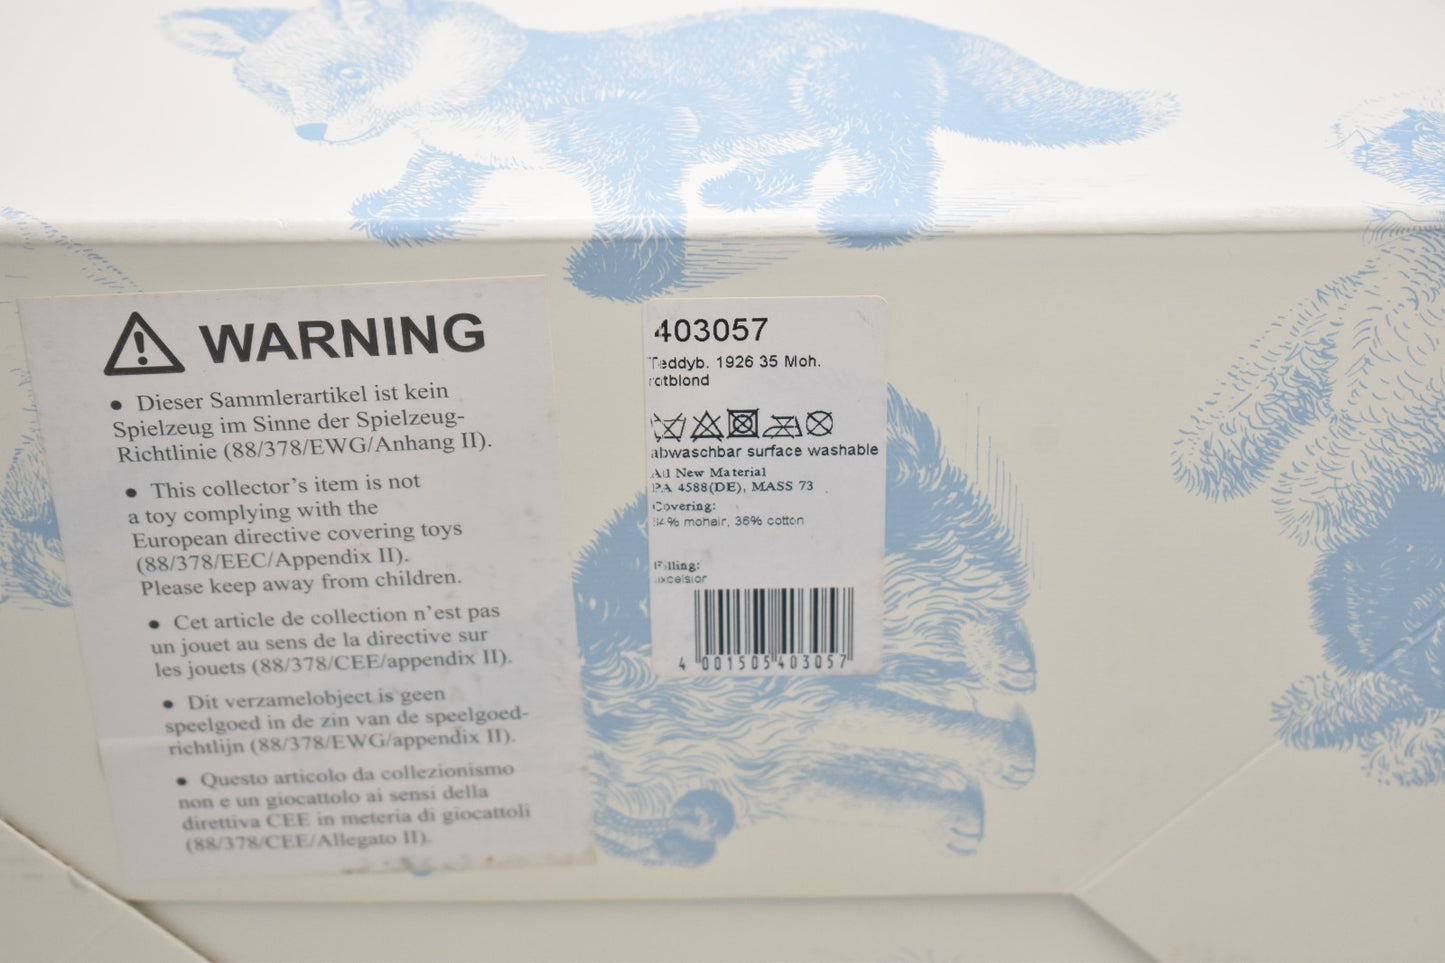 WARNING
• Dieser Sammlerartikel ist kein
Spielzeug im Sinne der Spielzeug-
Richtlinie (88/378/EWG/Anhang II).
• This collector's item is not
a toy complying with the
European directive covering toys
(88/378/EEC/Appendix II).
Please keep away from children.
• Cet article de collection n'est pas
un jouet au sens de la directive sur
les jouets (88/378/CEE/appendix II).
• Dit verzamelobject is geen
speelgoed in de zin van de speelgoed-
richtlijn (88/378/EWG/appendix II).
• Questo articolo da collezionismo
non e un giocattolo ai sensi della
direttiva CEE in meteria di giocattoli
(88/378/CEE/Allegato II).
403057
Teddyb. 1926 35 Moh.
rotblond
abwaschbar surface washable
All New Material
PA 4588(DE), MASS 73
Covering:
64% mohair, 36% cotton
Filling:
excelsior
4 001505 403057